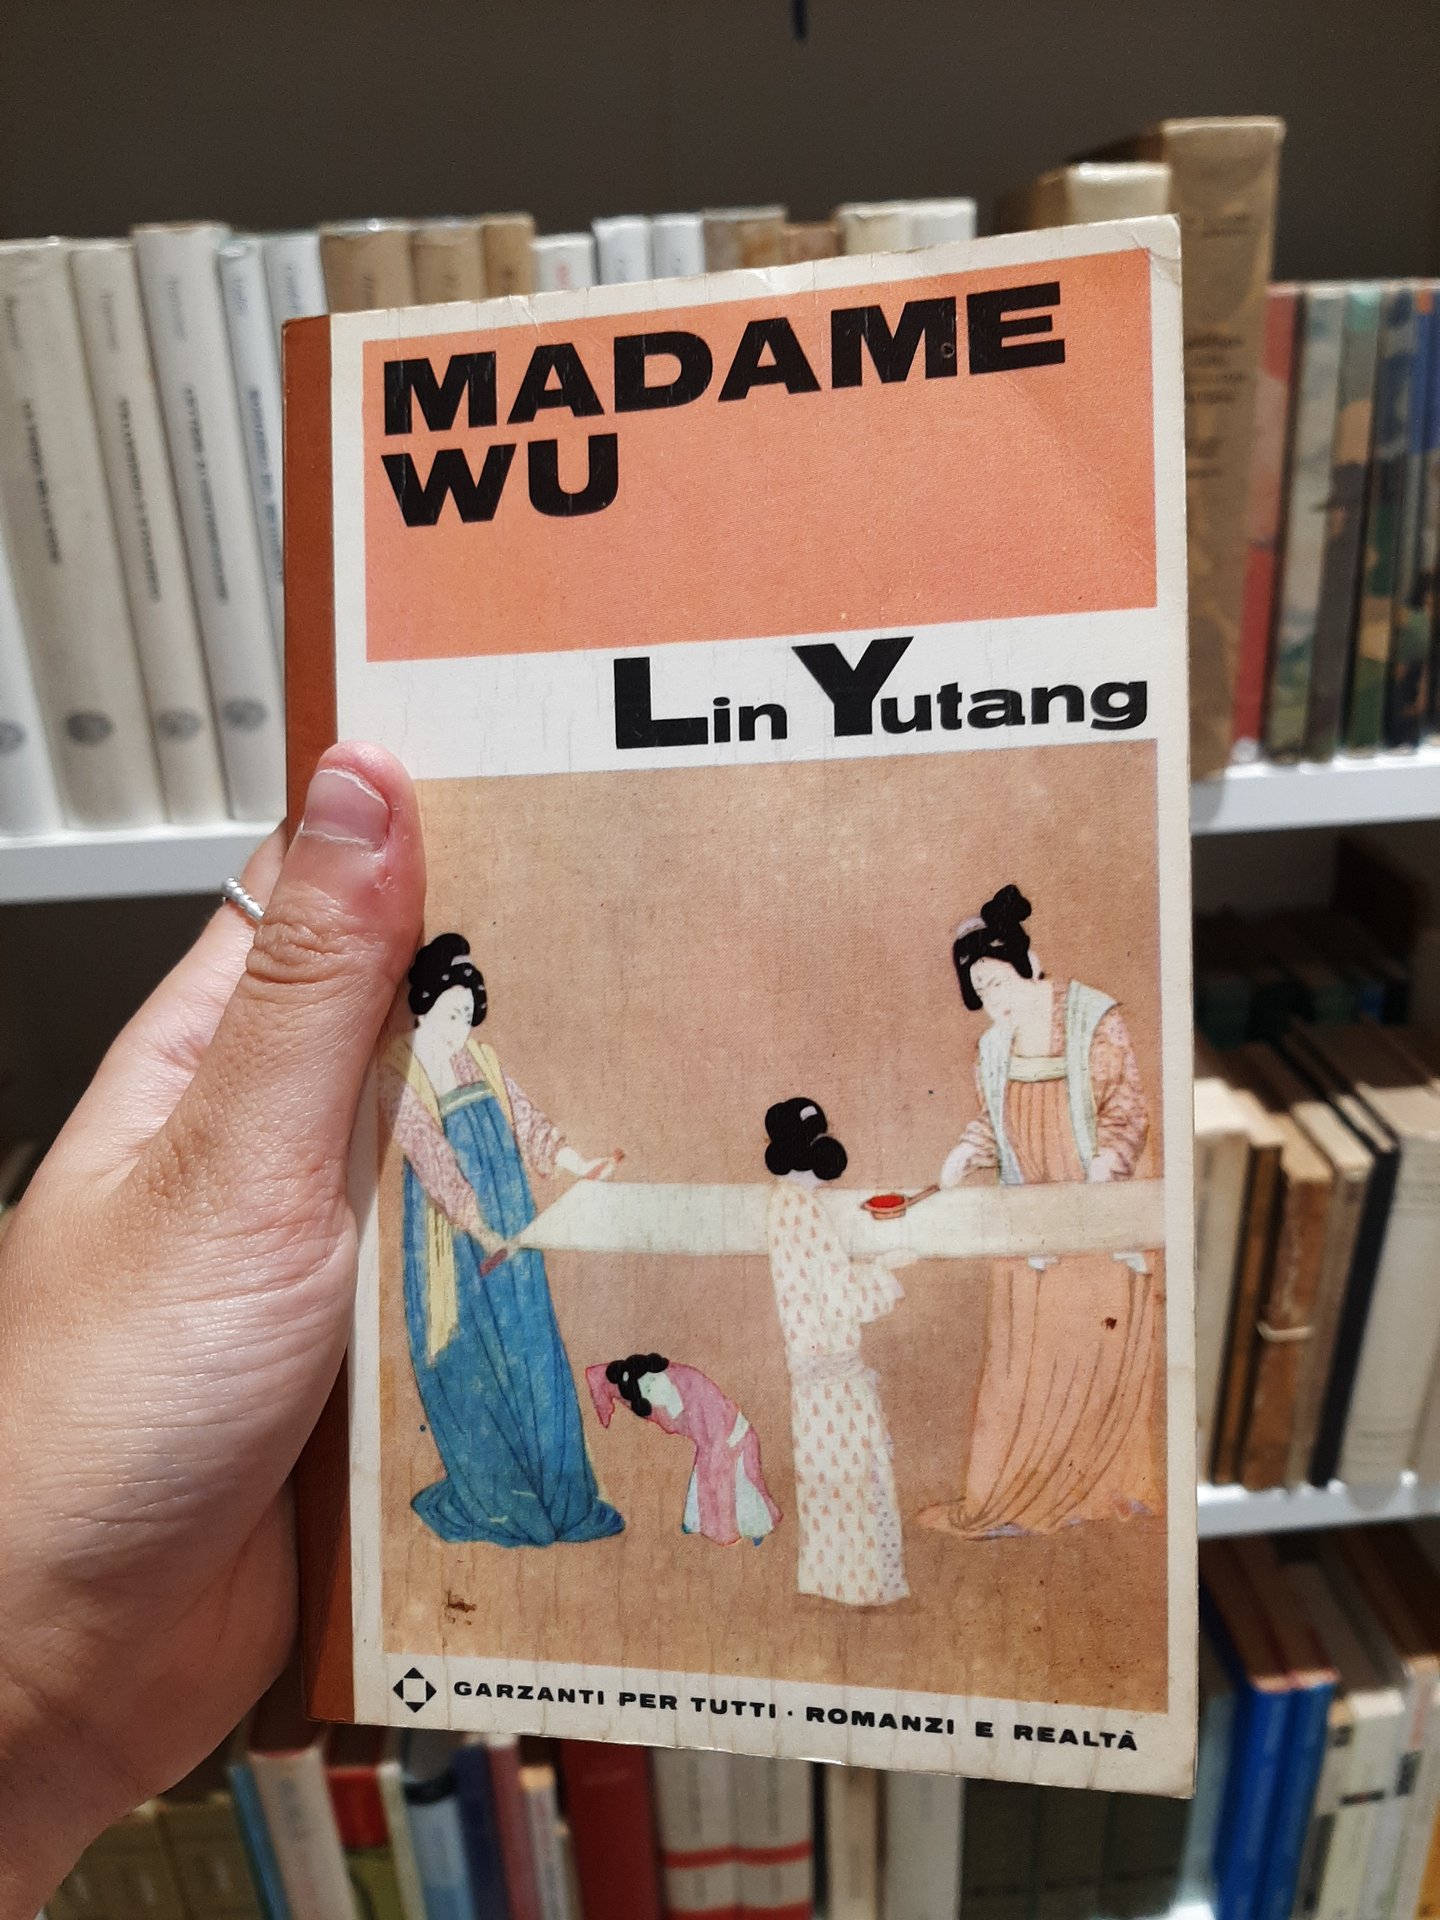 MADAME
WU
Lin Yutang
GARZANTI PER TUTTI · ROMANZI E REALTÀ